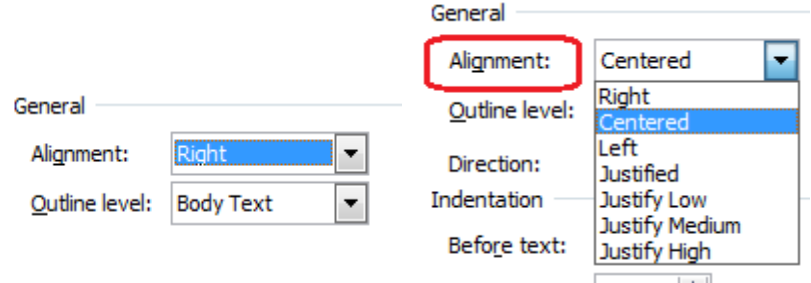 General
Alignment: Right
Outline level: Body Text
General
Alignment: Centered
Outline level:
Right
Centered
Left
Direction:
Justified
Indentation
Justify Low
Justify Medium
Before text:
Justify High